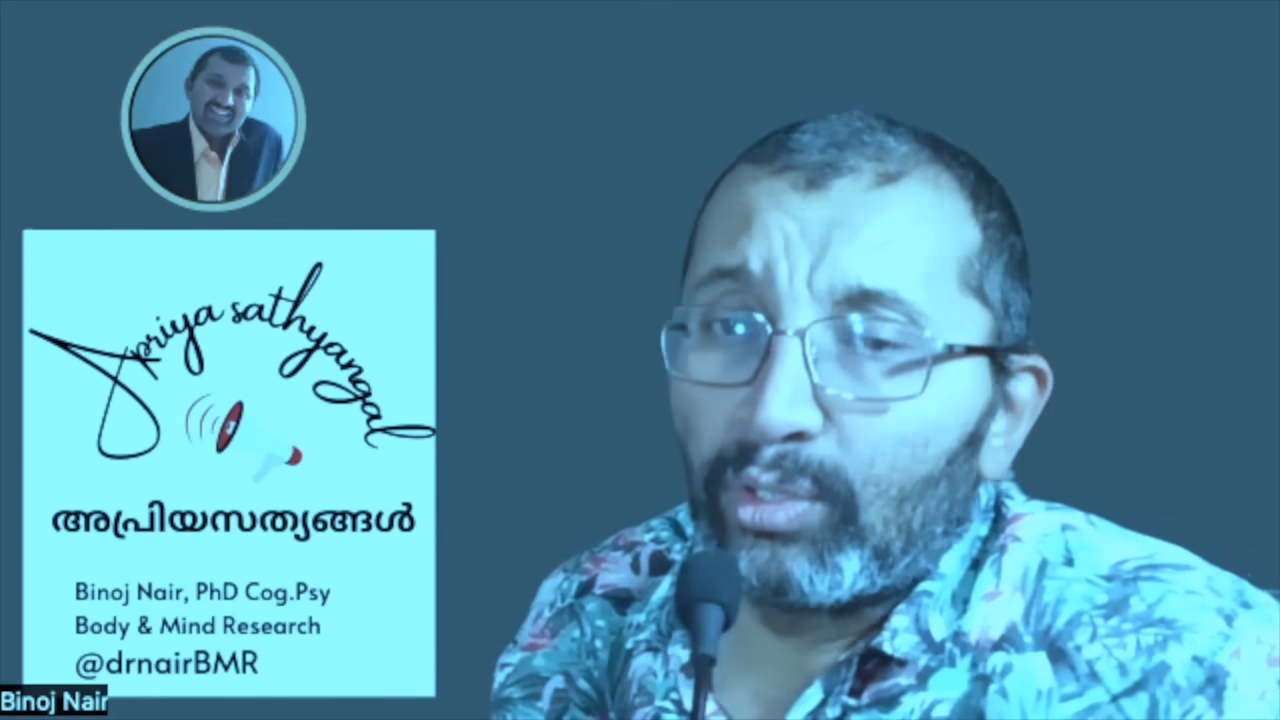 Apriya sathyangal
അപ്രിയസത്യങ്ങൾ
Binoj Nair, PhD Cog.Psy
Body & Mind Research
@drnairBMR
Binoj Nair